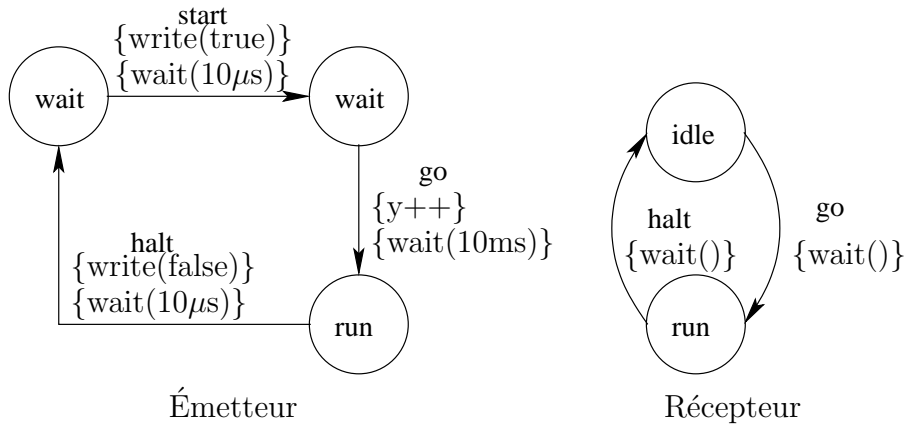 start
{write(true)}
{wait(10μs)}
wait
wait
go
{y++}
{wait(10ms)}
halt
{write(false)}
{wait(10μs)}
run
Émetteur
idle
halt
{wait()}
go
{wait()}
run
Récepteur